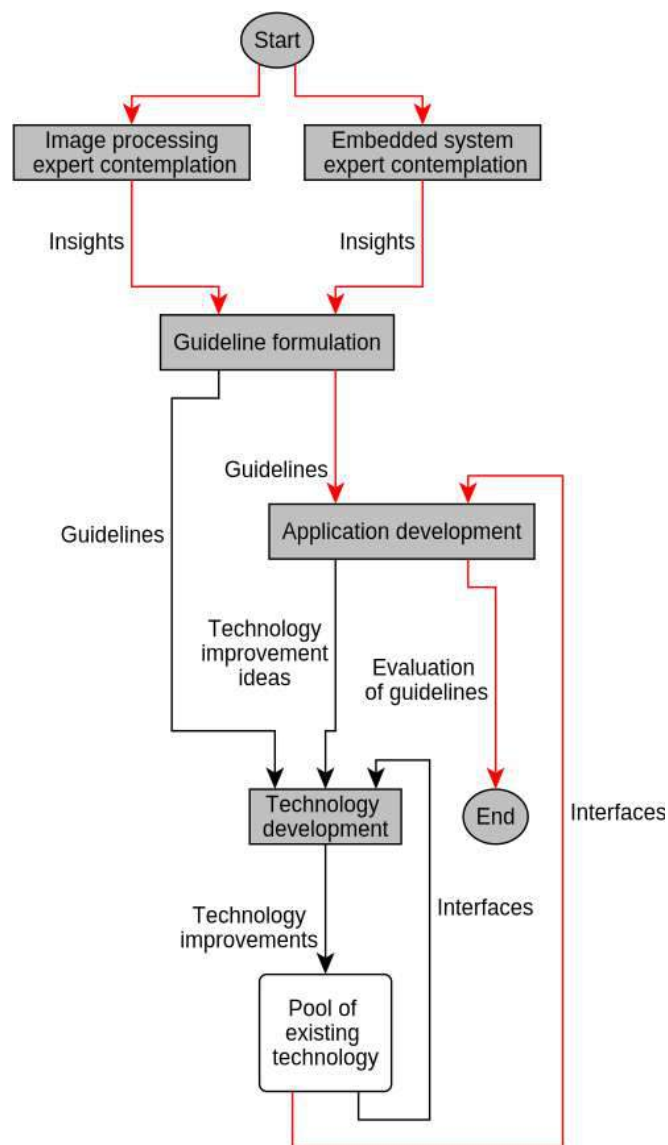 Start
Image processing
expert contemplation
Embedded system
expert contemplation
Insights
Insights
Guideline formulation
Guidelines
Guidelines
Application development
Technology
improvement
ideas
Evaluation
of guidelines
Technology
development
End
Interfaces
Interfaces
Technology
improvements
Pool of
existing
technology